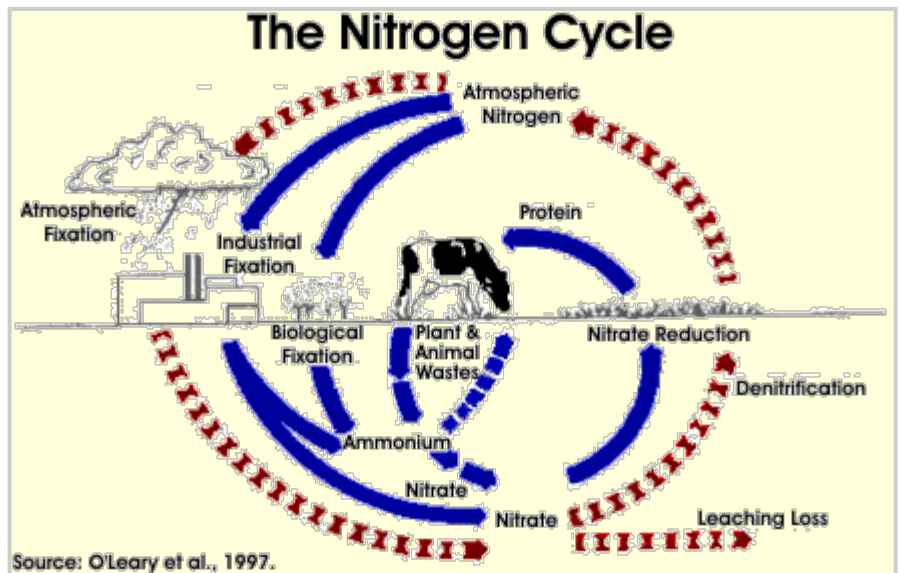 The Nitrogen Cycle
Atmospheric
Nitrogen
Atmospheric
Fixation
Protein
Industrial
Fixation
Biological
Fixation
Plant &
Animal
Wastes
Nitrate Reduction
Denitrification
Ammonium
Nitrate
Nitrate
Leaching Loss
Source: O'Leary et al., 1997.